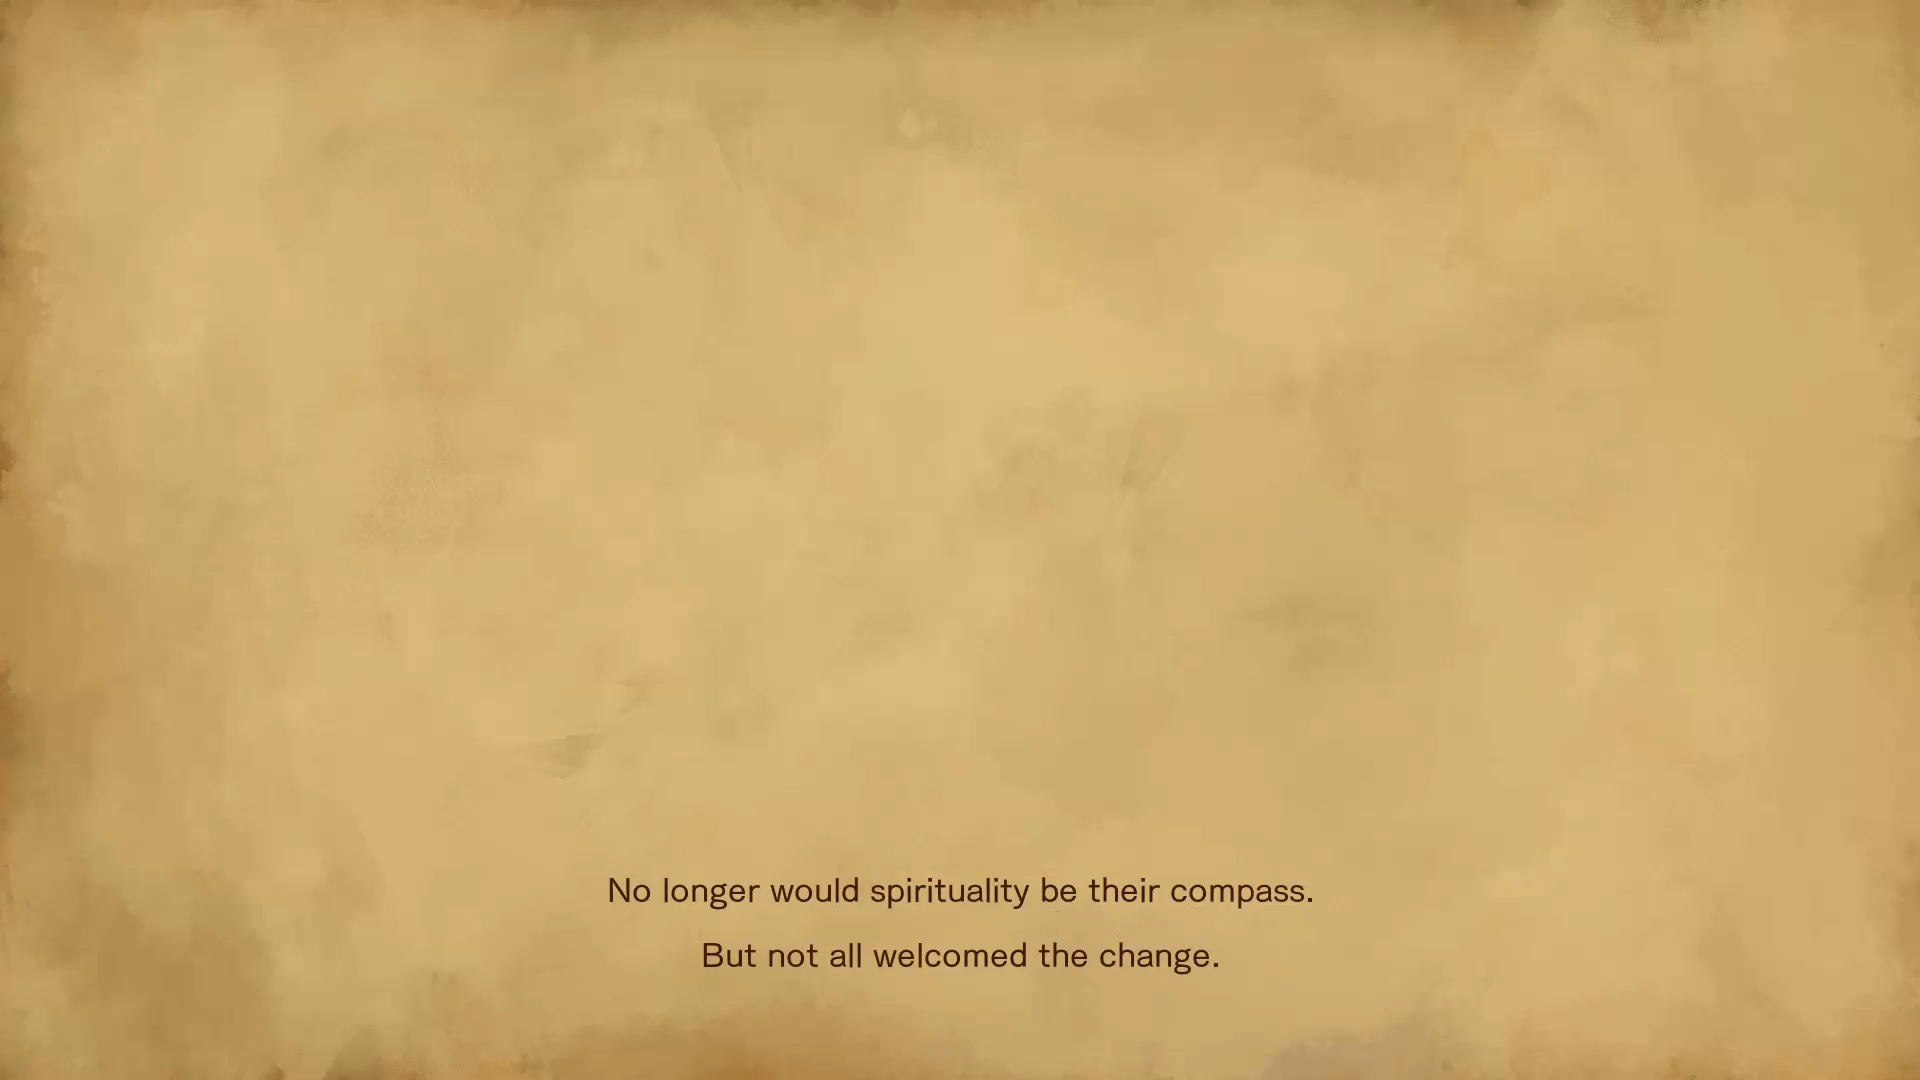 No longer would spirituality be their compass.
But not all welcomed the change.